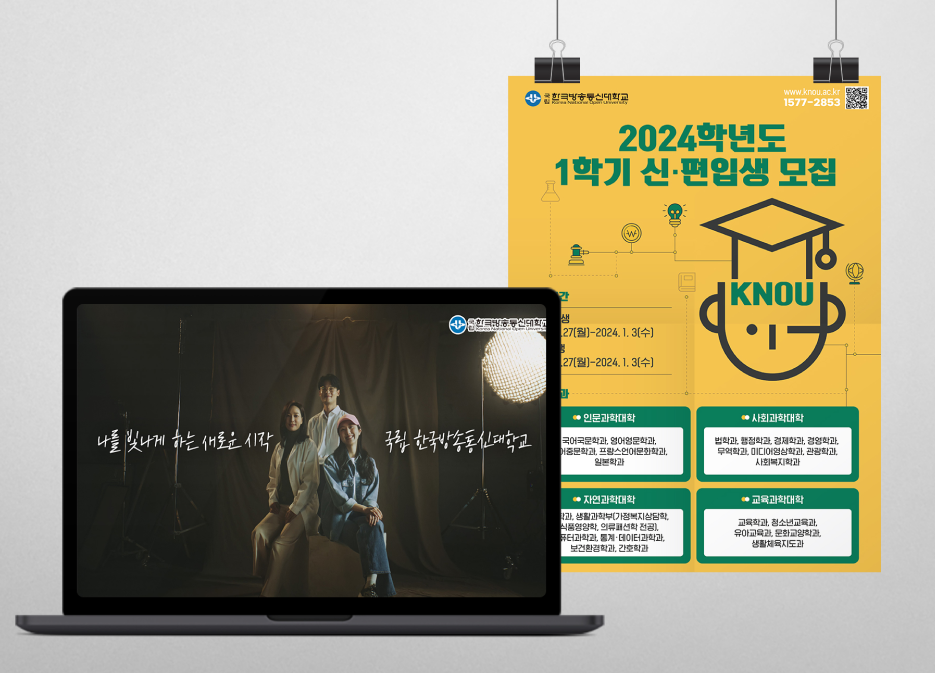 국립
한국방송통신대학교
Korea National Open University
www.knou.ac.kr
1577-2853
2024학년도
1학기 신·편입생 모집
KNOU
간
생
.27(월)~2024. 1. 3(수)
생
.27(월)~2024. 1. 3(수)
과
인문과학대학
국어국문학과, 영어영문학과,
어중문학과, 프랑스언어문화학과,
일본학과
사회과학대학
법학과, 행정학과, 경제학과, 경영학과,
무역학과, 미디어영상학과, 관광학과,
사회복지학과
자연과학대학
학과, 생활과학부(가정복지상담학,
식품영양학, 의류패션학 전공),
퓨터과학과, 통계·데이터과학과,
보건환경학과, 간호학과
교육과학대학
교육학과, 청소년교육과,
유아교육과, 문화교양학과,
생활체육지도과
국립
한국방송통신대학교
Korea National Open University
나를 빛나게 하는 새로운 시작
국립 한국방송통신대학교